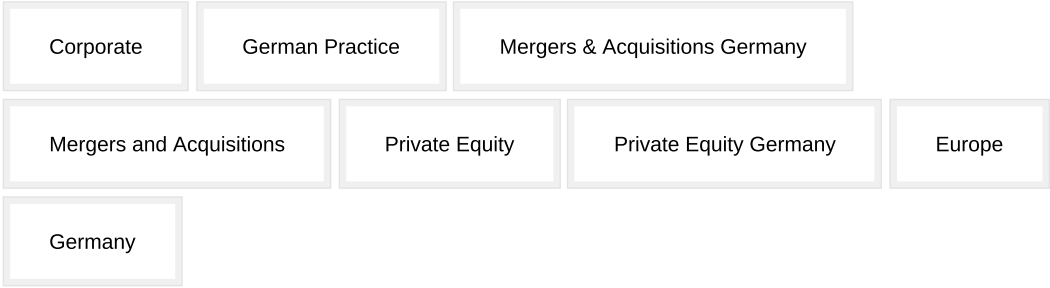 Corporate German Practice Mergers & Acquisitions Germany
Mergers and Acquisitions Private Equity Private Equity Germany Europe
Germany